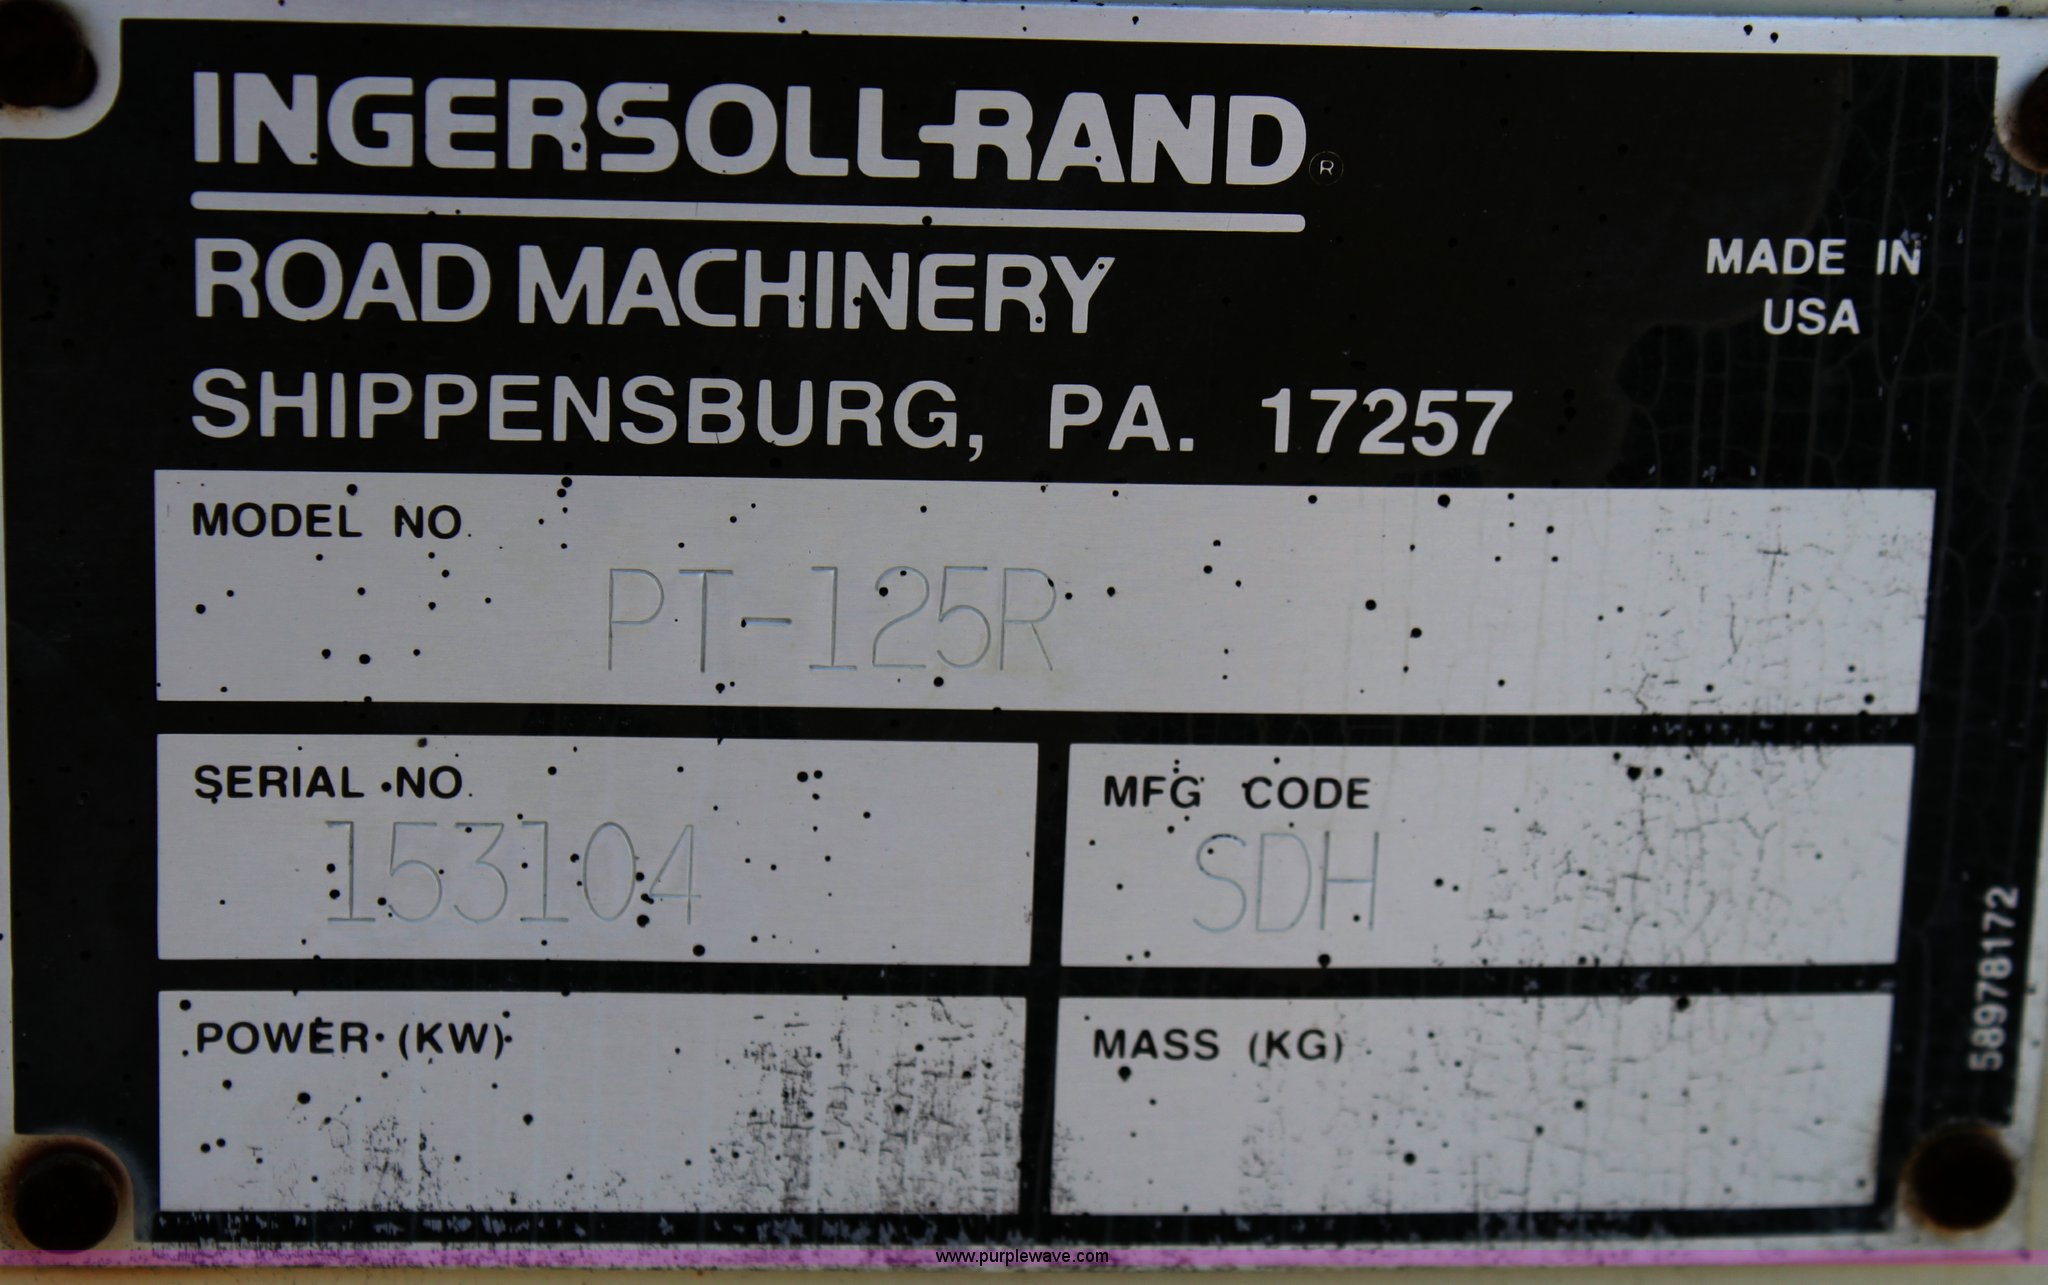 INGERSOLL-RAND®
ROAD MACHINERY
MADE IN
USA
SHIPPENSBURG, PA. 17257
MODEL NO.
PT-125R
SERIAL NO.
153104
MFG CODE
SDH
POWER (KW)
MASS (KG)
58978172
www.purplewave.com